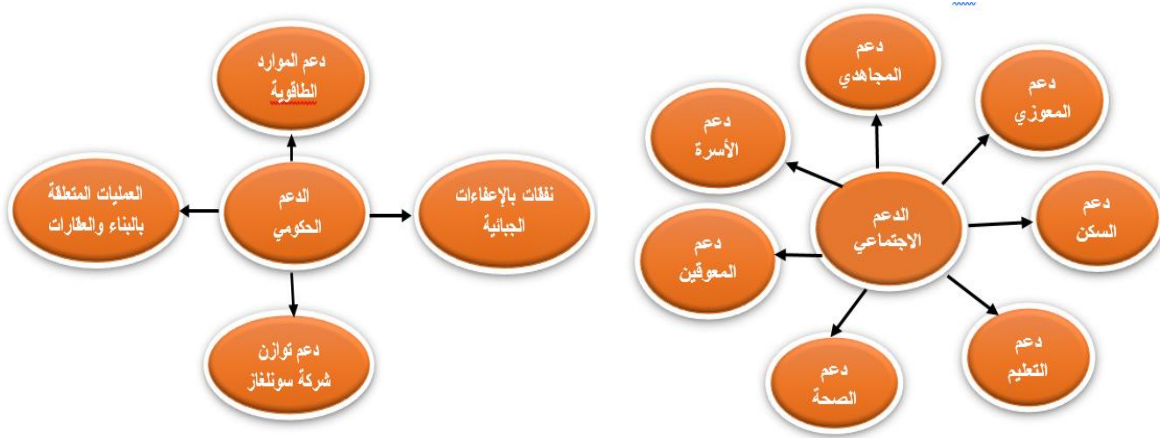 دعم
المجاهدي
دعم
المعوزي
دعم
الأسرة
الدعم
الاجتماعي
دعم
السكن
دعم
المعوقين
دعم
التعليم
دعم
الصحة
دعم الموارد
الطاقوية
نفقات بالإعفاءات
الجبائية
الدعم
الحكومي
العمليات المتعلقة
بالبناء والعقارات
دعم توازن
شركة سونلغاز